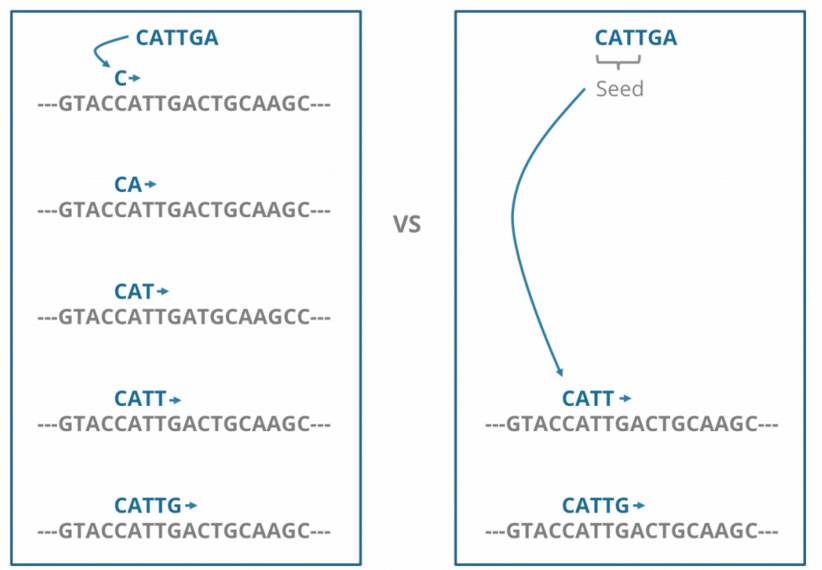 CATTGA
C
---GTACCATTGACTGCAAGC---
CA
---GTACCATTGACTGCAAGC---
CAT
---GTACCATTGATGCAAGCC---
CATT
---GTACCATTGACTGCAAGC---
CATTG
---GTACCATTGACTGCAAGC---
VS
CATTGA
Seed
CATT
---GTACCATTGACTGCAAGC---
CATTG
---GTACCATTGACTGCAAGC---